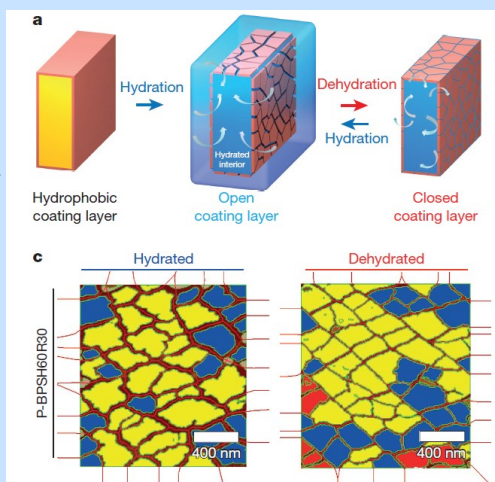 a
Hydration
Dehydration
Hydration
Hydrated
interior
Hydrophobic
coating layer
Open
coating layer
Closed
coating layer
c
Hydrated
Dehydrated
P-BPSH60R30
400 nm
400 nm